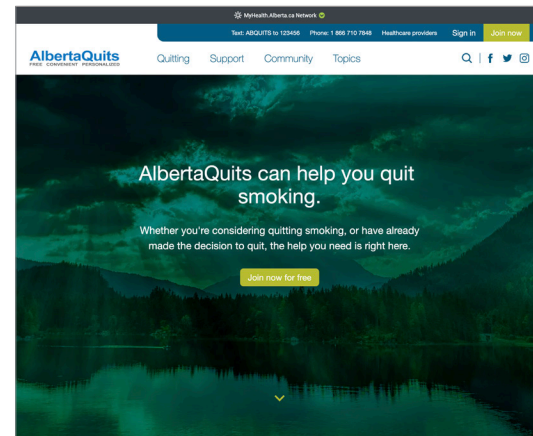 MyHealth.Alberta.ca Network
Text: ABQUITS to 123456 Phone: 1 866 710 7848 Healthcare providers Sign in Join now
AlbertaQuits
FREE CONVENIENT PERSONALIZED
Quitting Support Community Topics
AlbertaQuits can help you quit
smoking.
Whether you're considering quitting smoking, or have already
made the decision to quit, the help you need is right here.
Join now for free